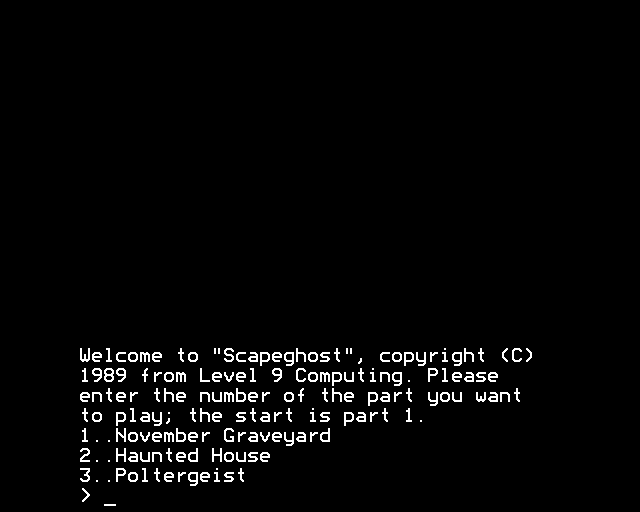 Welcome to "Scapeghost", copyright (C)
1989 from Level 9 Computing. Please
enter the number of the part you want
to play; the start is part 1.
1..November Graveyard
2..Haunted House
3..Poltergeist
> _